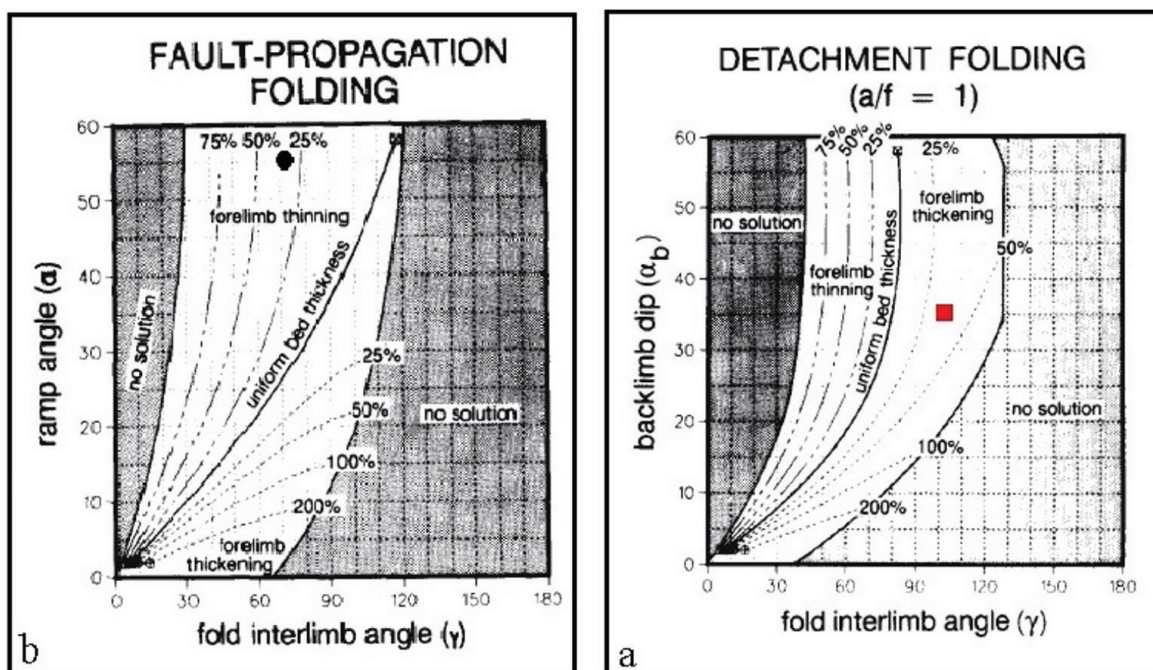 FAULT-PROPAGATION
FOLDING
60
50
40
30
20
10
0
ramp angle (α)
75% 50% 25%
forelimb thinning
no solution
uniform bed thickness
25%
50%
no solution
100%
200%
forelimb
thickening
0 30 60 90 120 150 180
fold interlimb angle (γ)
b
DETACHMENT FOLDING
(a/f = 1)
60
50
40
30
20
10
0
backlimb dip (αb)
75%
50%
25%
25%
forelimb
thickening
no solution
50%
forelimb
thinning
uniform bed thickness
no solution
100%
200%
0 30 60 90 120 150 180
fold interlimb angle (γ)
a